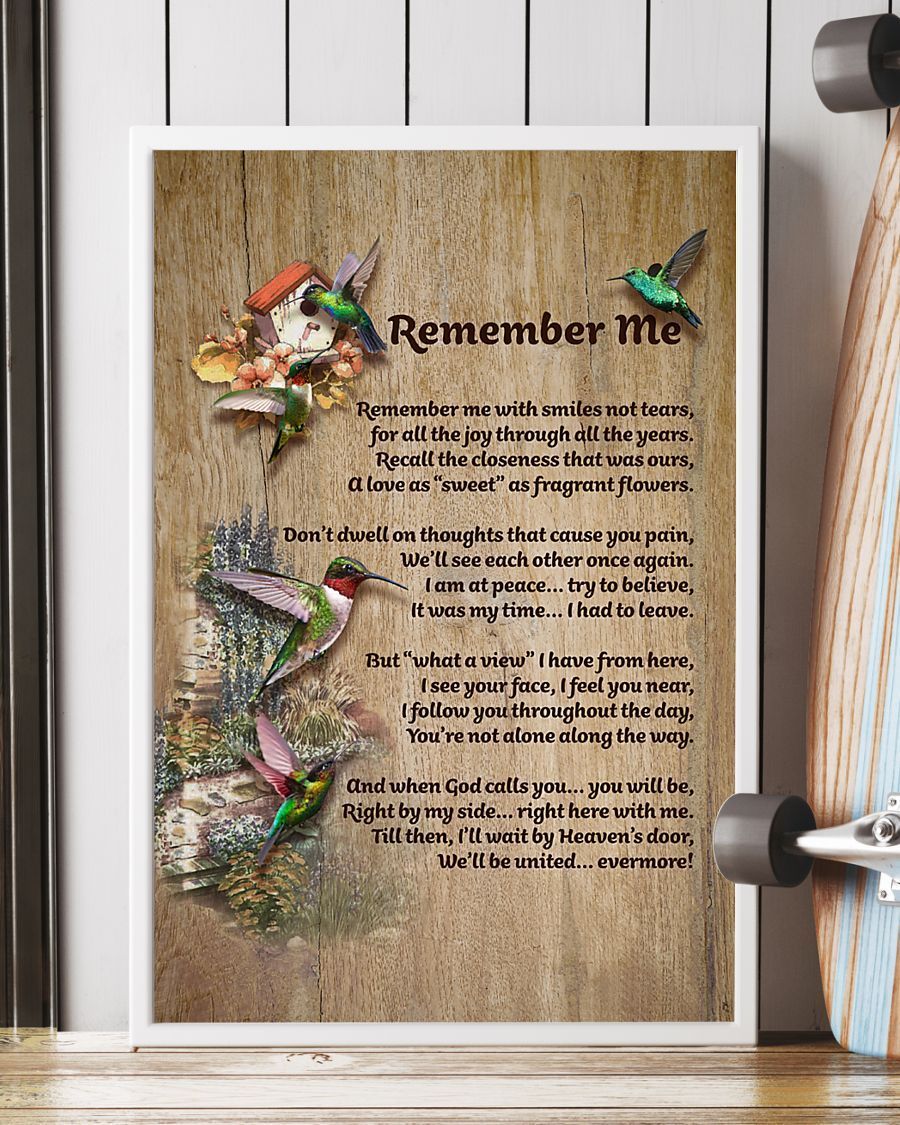 Remember Me
Remember me with smiles not tears,
for all the joy through all the years.
Recall the closeness that was ours,
A love as “sweet” as fragrant flowers.
Don’t dwell on thoughts that cause you pain,
We’ll see each other once again.
I am at peace... try to believe,
It was my time... I had to leave.
But “what a view” I have from here,
I see your face, I feel you near,
I follow you throughout the day,
You’re not alone along the way.
And when God calls you... you will be,
Right by my side... right here with me.
Till then, I’ll wait by Heaven’s door,
We’ll be united... evermore!